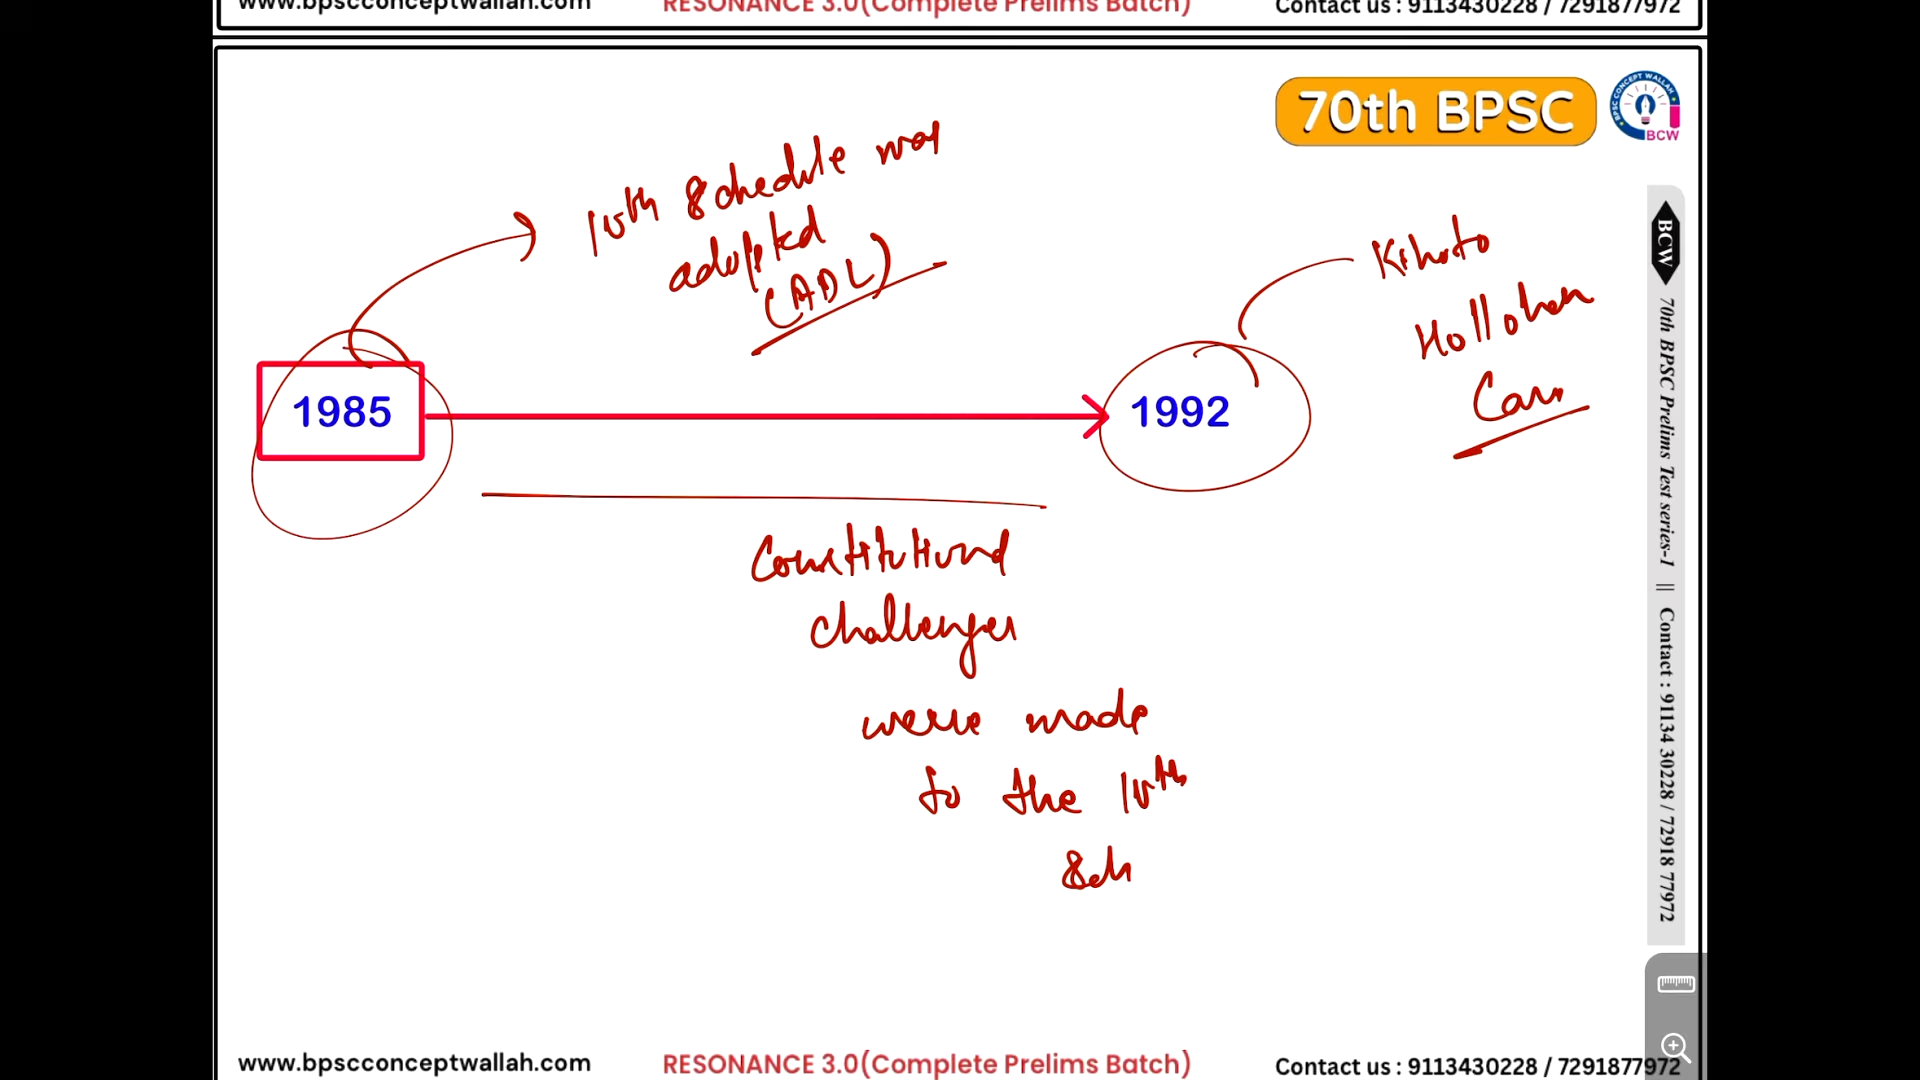 www.bpscconceptwallah.com RESONANCE 3.0(Complete Prelims Batch) Contact us : 9113430228 / 7291877972
70th BPSC
BPSC CONCEPT WALLAH
BCW
10th Schedule was
adopted
(ADL)
Kihoto
Hollohan
Case
1985
1992
Constitutional
challenges
were made
to the 10th
Sch
BCW 70th BPSC Prelims Test series-1 || Contact : 91134 30228 / 72918 77972
www.bpscconceptwallah.com RESONANCE 3.0(Complete Prelims Batch) Contact us : 9113430228 / 7291877972